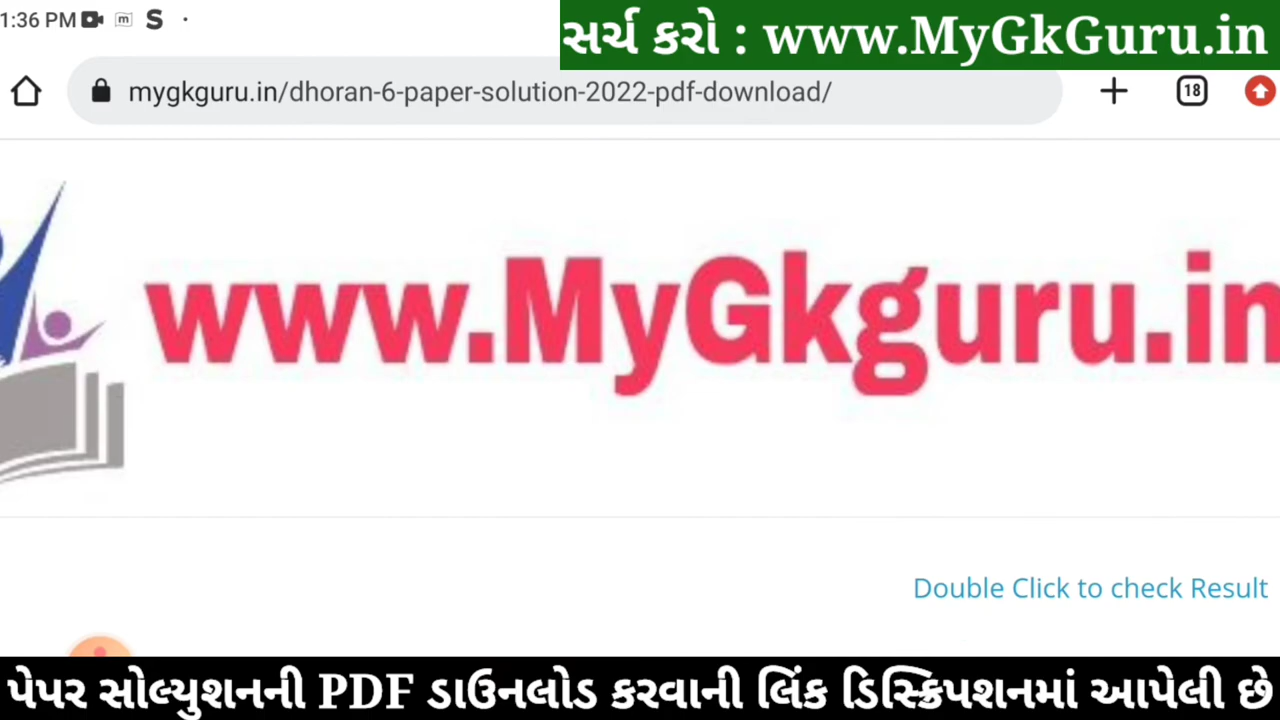 1:36 PM
સર્ચ કરો : www.MyGkGuru.in
mygkguru.in/dhoran-6-paper-solution-2022-pdf-download/
18
www.MyGkguru.in
Double Click to check Result
પેપર સોલ્યુશનની PDF ડાઉનલોડ કરવાની લિંક ડિસ્ક્રિપશનમાં આપેલી છે